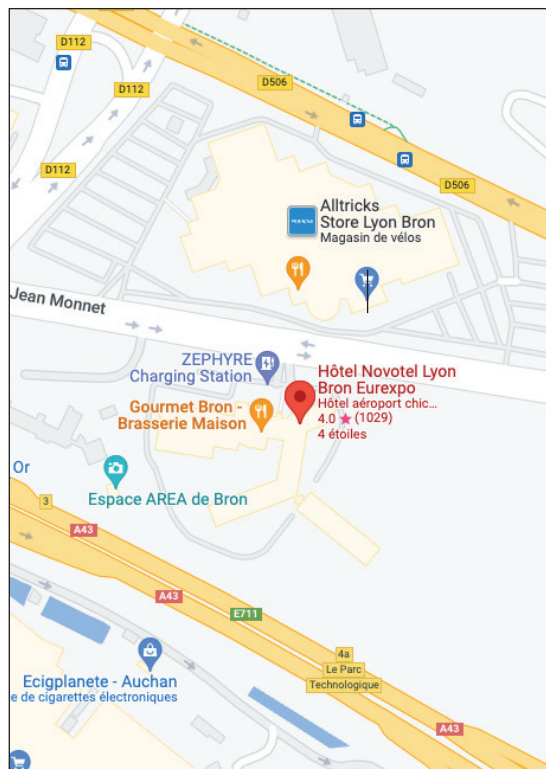 D112
D112
D506
D112
D506
Alltricks
Store Lyon Bron
Magasin de vélos
Jean Monnet
ZEPHYRE
Charging Station
Hôtel Novotel Lyon
Bron Eurexpo
Hôtel aéroport chic...
4.0 ★ (1029)
4 étoiles
Gourmet Bron -
Brasserie Maison
Or
Espace AREA de Bron
3
A43
A43
E711
4a
Le Parc
Technologique
Ecigplanete - Auchan
e de cigarettes électroniques
A43